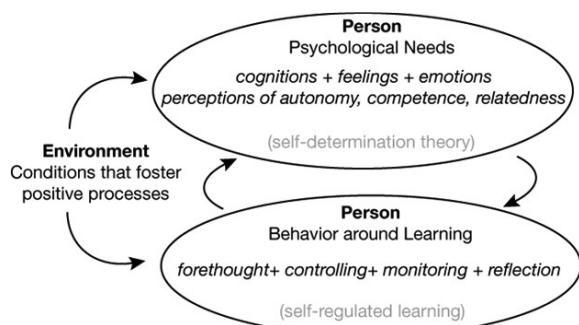 Person
Psychological Needs
cognitions + feelings + emotions
perceptions of autonomy, competence, relatedness
(self-determination theory)
Environment
Conditions that foster
positive processes
Person
Behavior around Learning
forethought+ controlling+ monitoring + reflection
(self-regulated learning)